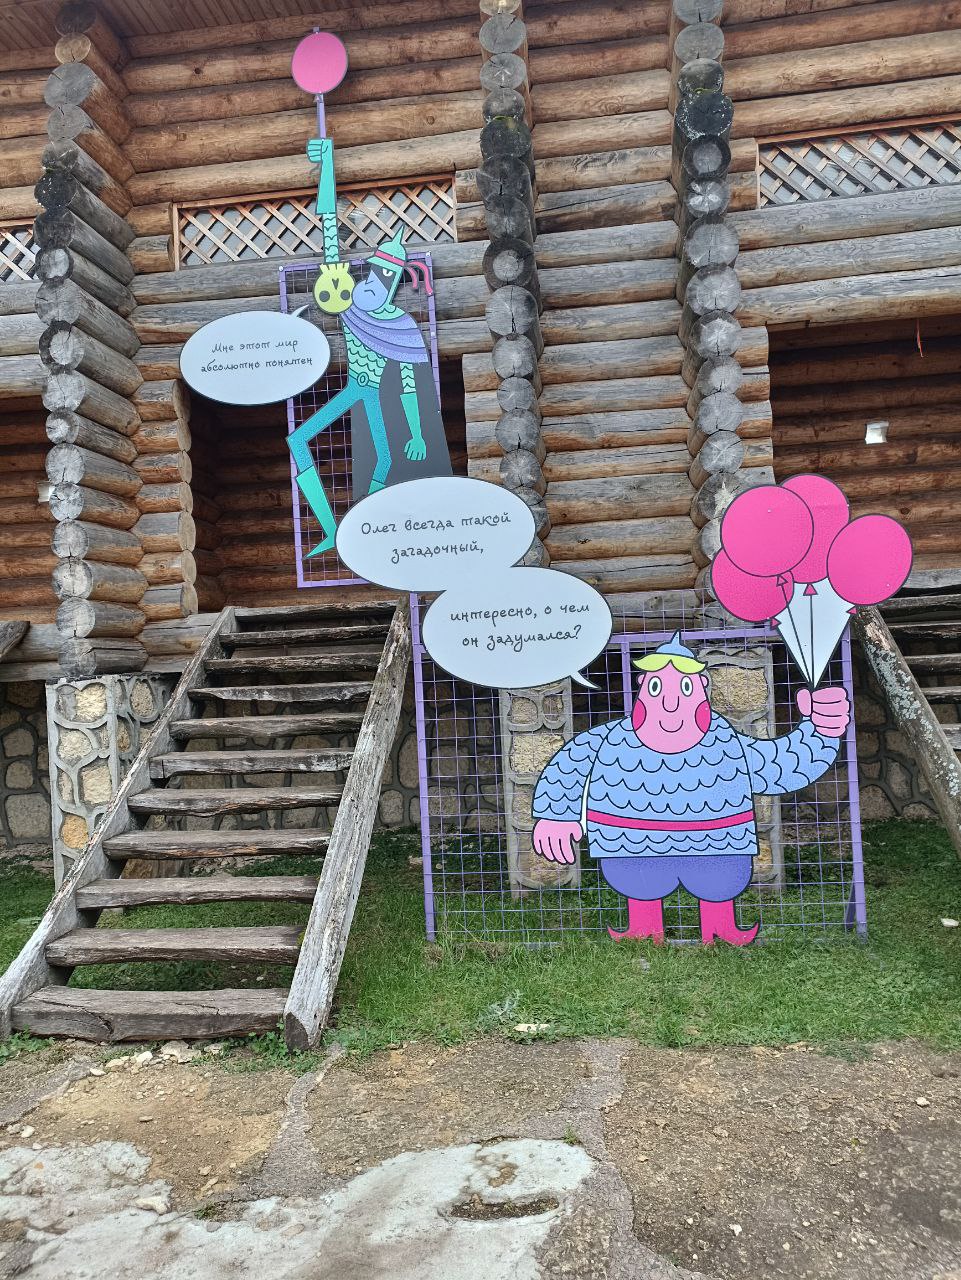 Мне этот мир
абсолютно понятен
Олег всегда такой
загадочный,
интересно, о чем
он задумался?